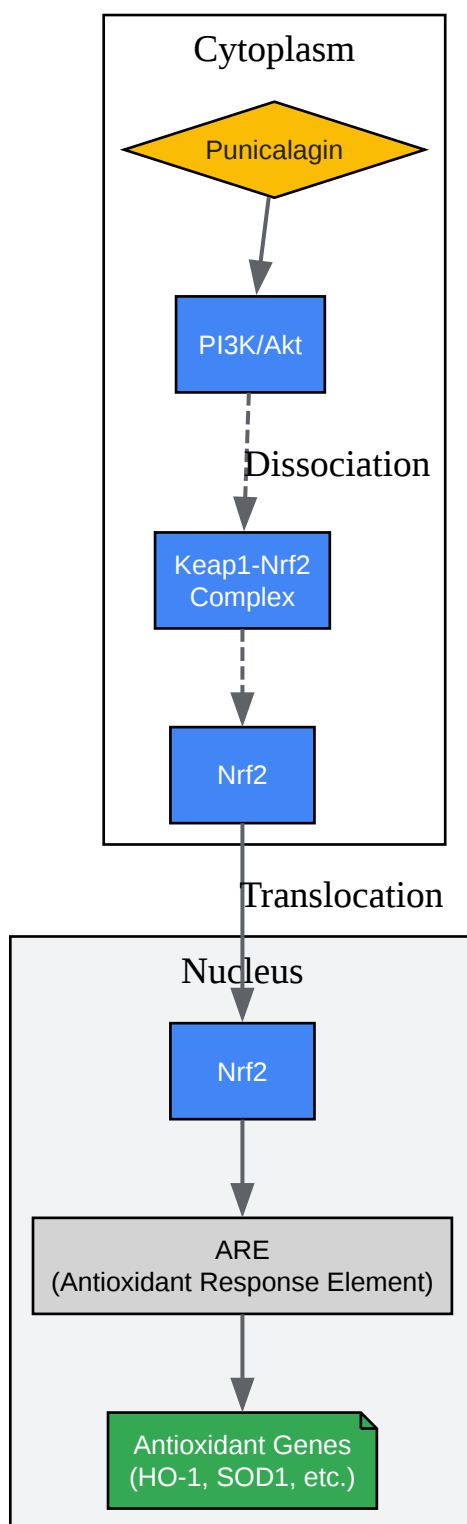 Cytoplasm
Punicalagin
PI3K/Akt
Dissociation
Keap1-Nrf2
Complex
Nrf2
Translocation
Nucleus
Nrf2
ARE
(Antioxidant Response Element)
Antioxidant Genes
(HO-1, SOD1, etc.)